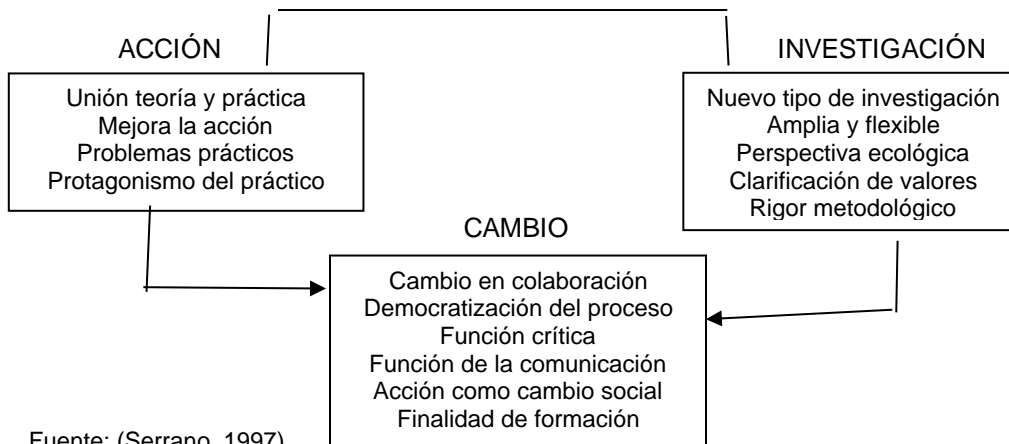 ACCIÓN
Unión teoría y práctica
Mejora la acción
Problemas prácticos
Protagonismo del práctico
INVESTIGACIÓN
Nuevo tipo de investigación
Amplia y flexible
Perspectiva ecológica
Clarificación de valores
Rigor metodológico
CAMBIO
Cambio en colaboración
Democratización del proceso
Función crítica
Función de la comunicación
Acción como cambio social
Finalidad de formación
Fuente: (Serrano, 1997)